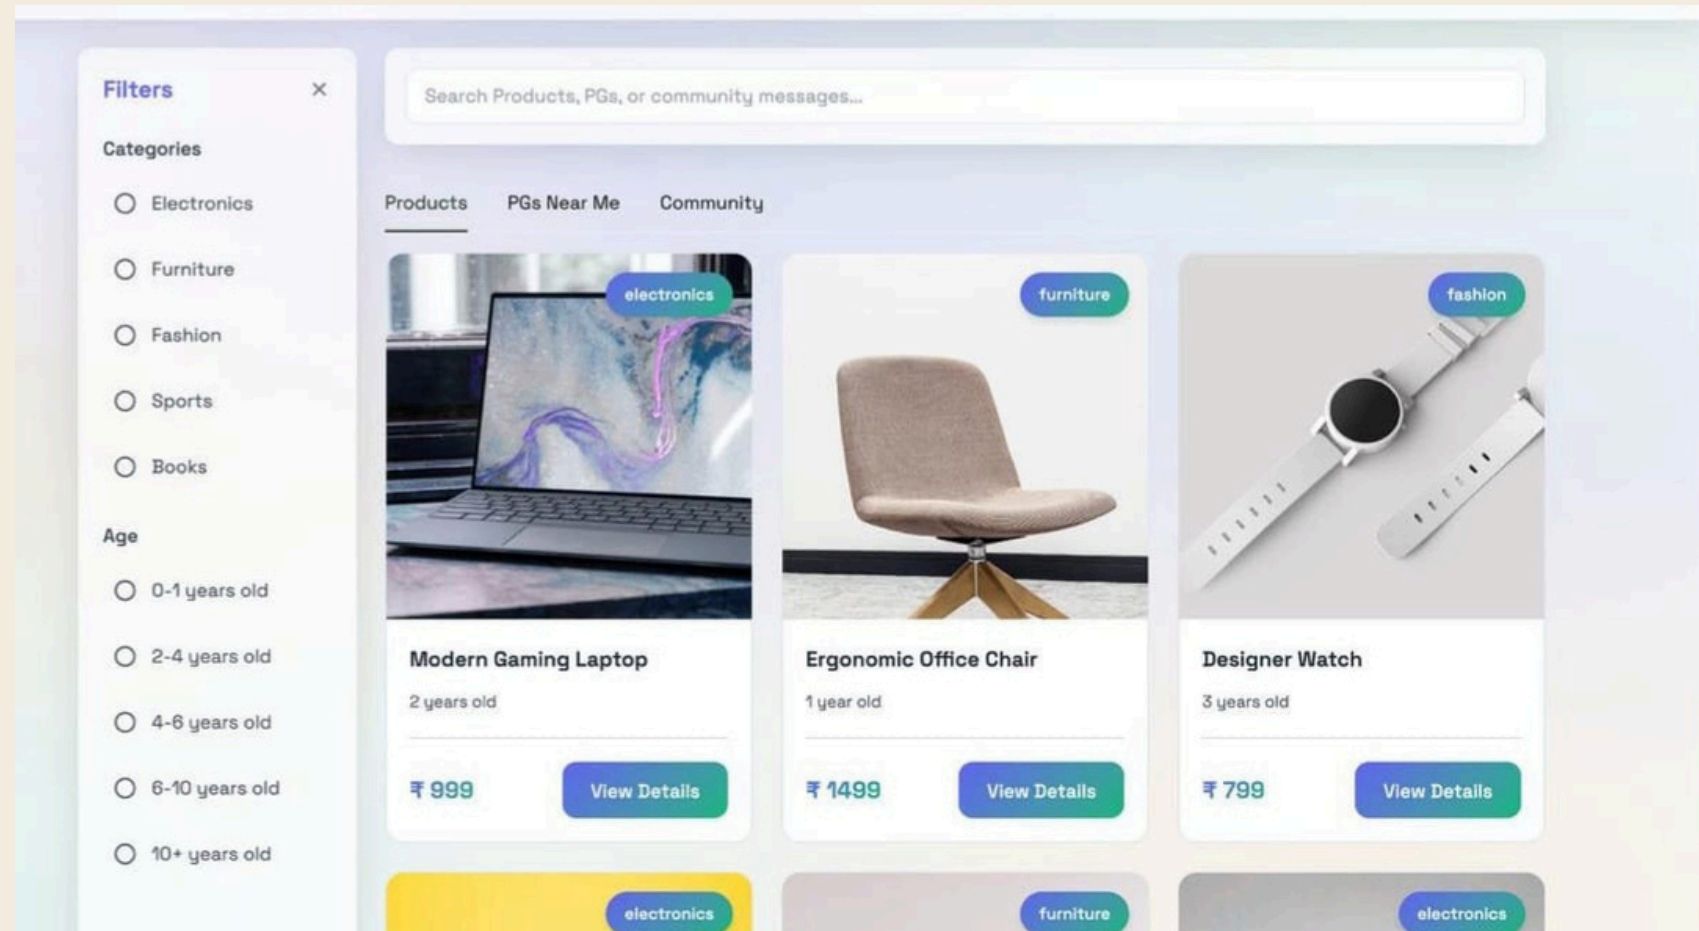 Filters
Categories
Electronics
Furniture
Fashion
Sports
Books
Age
0-1 years old
2-4 years old
4-6 years old
6-10 years old
10+ years old
Search Products, PGs, or community messages...
Products PGs Near Me Community
electronics
Modern Gaming Laptop
2 years old
₹ 999 View Details
furniture
Ergonomic Office Chair
1 year old
₹ 1499 View Details
fashion
Designer Watch
3 years old
₹ 799 View Details
electronics
furniture
electronics